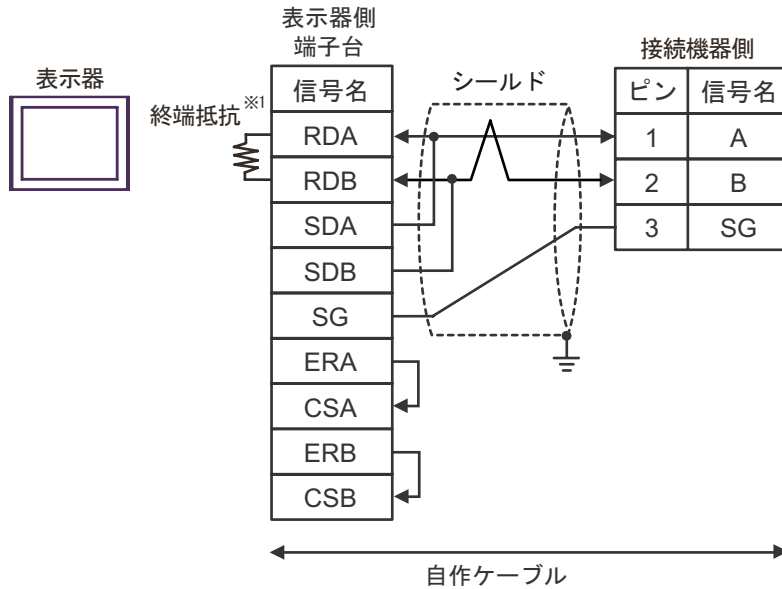 表示器
終端抵抗※1
表示器側
端子台
信号名
RDA
RDB
SDA
SDB
SG
ERA
CSA
ERB
CSB
シールド
接続機器側
ピン 信号名
1 A
2 B
3 SG
自作ケーブル